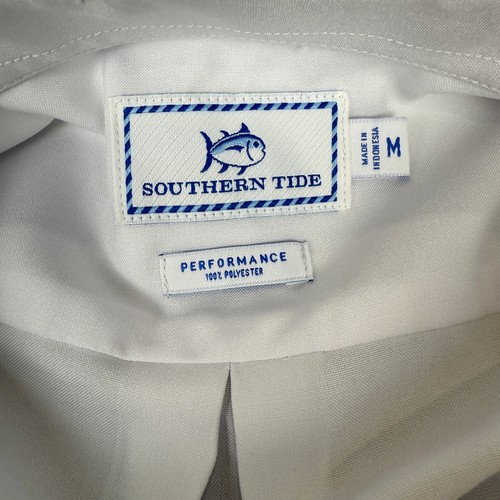 SOUTHERN TIDE
MADE IN
INDONESIA
M
PERFORMANCE
100% POLYESTER